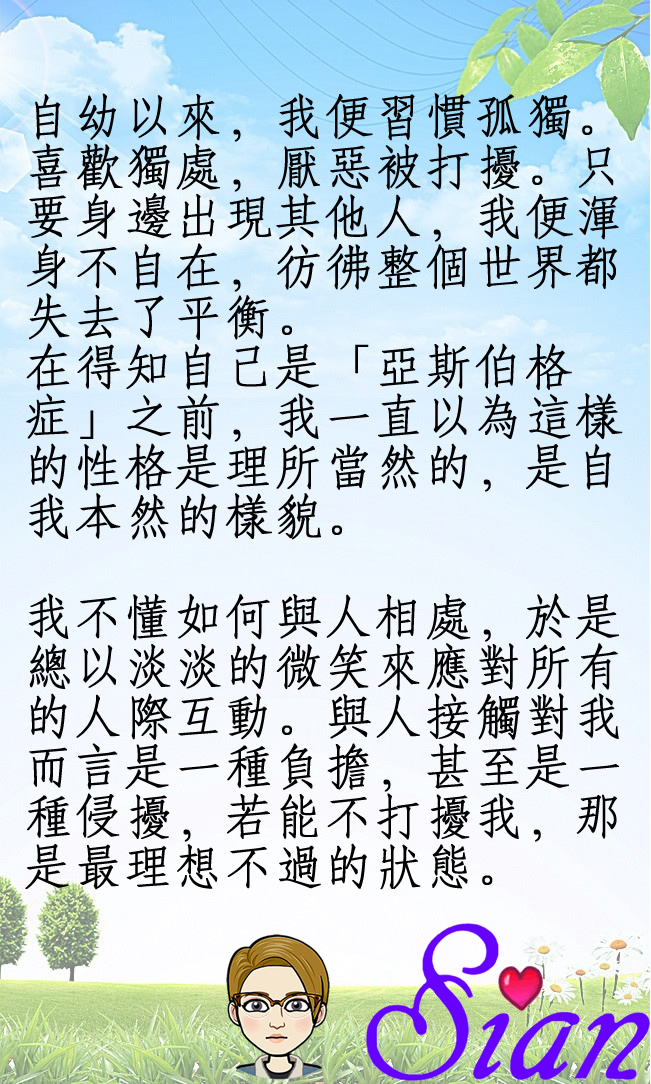 自幼以來，我便習慣孤獨。
喜歡獨處，厭惡被打擾。只
要身邊出現其他人，我便渾
身不自在，彷彿整個世界都
失去了平衡。
在得知自己是「亞斯伯格
症」之前，我一直以為這樣
的性格是理所當然的，是自
我本然的樣貌。
我不懂如何與人相處，於是
總以淡淡的微笑來應對所有
的人際互動。與人接觸對我
而言是一種負擔，甚至是一
種侵擾，若能不打擾我，那
是最理想不過的狀態。
Sian